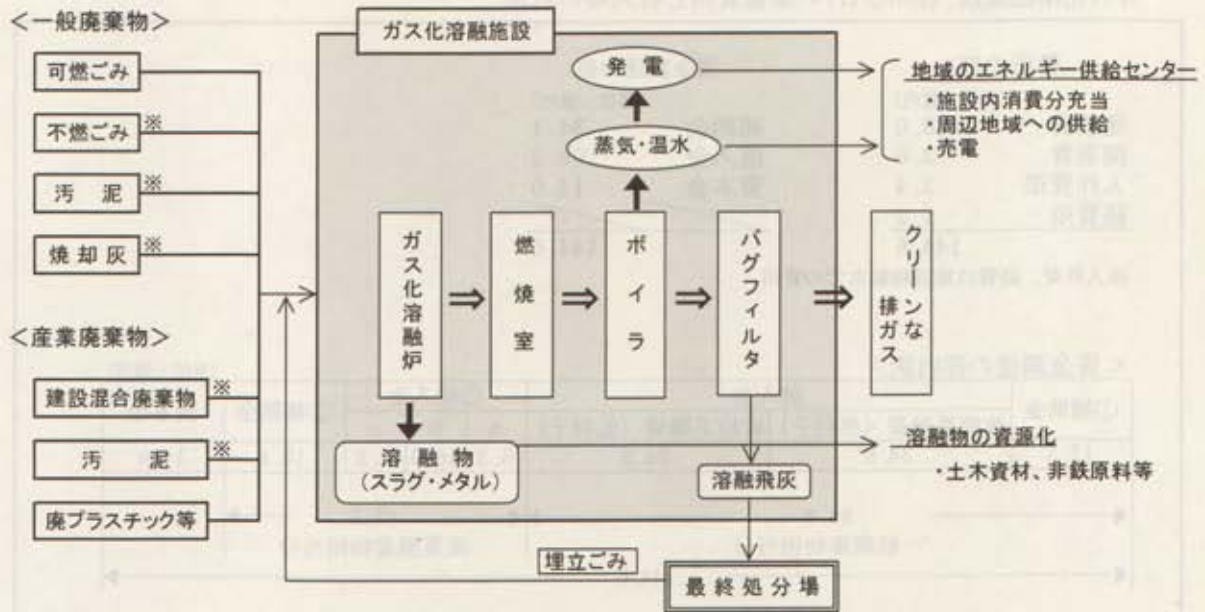 ＜一般廃棄物＞
可燃ごみ
不燃ごみ
※
汚泥
※
焼却灰
※
＜産業廃棄物＞
建設混合廃棄物
※
汚泥
※
廃プラスチック等
ガス化溶融施設
発電
蒸気・温水
地域のエネルギー供給センター
・施設内消費分充当
・周辺地域への供給
・売電
ガス化溶融炉
燃焼室
ボイラ
バグフィルタ
クリーンな
排ガス
溶融物
（スラグ・メタル）
溶融飛灰
溶融物の資源化
・土木資材、非鉄原料等
埋立ごみ
最終処分場